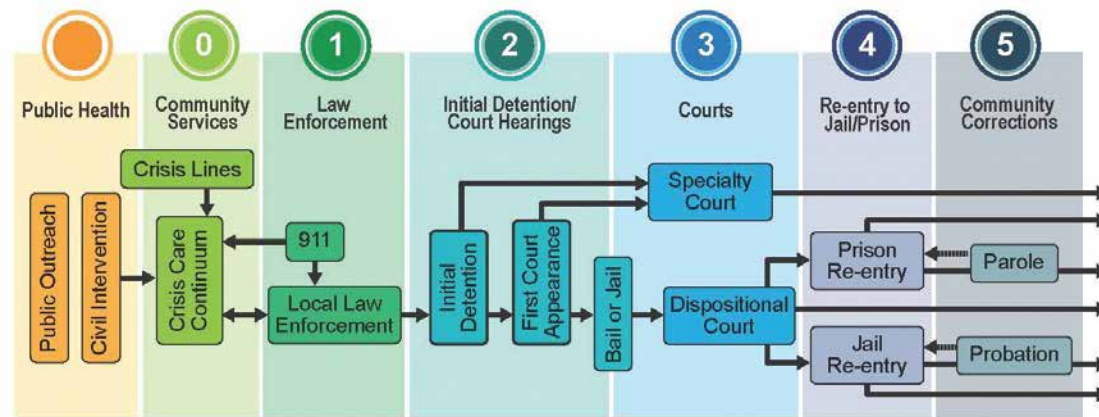 0
1
2
3
4
5
Public Health
Community
Services
Law
Enforcement
Initial Detention/
Court Hearings
Courts
Re-entry to
Jail/Prison
Community
Corrections
Public Outreach
Civil Intervention
Crisis Lines
Crisis Care
Continuum
911
Local Law
Enforcement
Initial
Detention
First Court
Appearance
Bail or Jail
Specialty
Court
Dispositional
Court
Prison
Re-entry
Jail
Re-entry
Parole
Probation